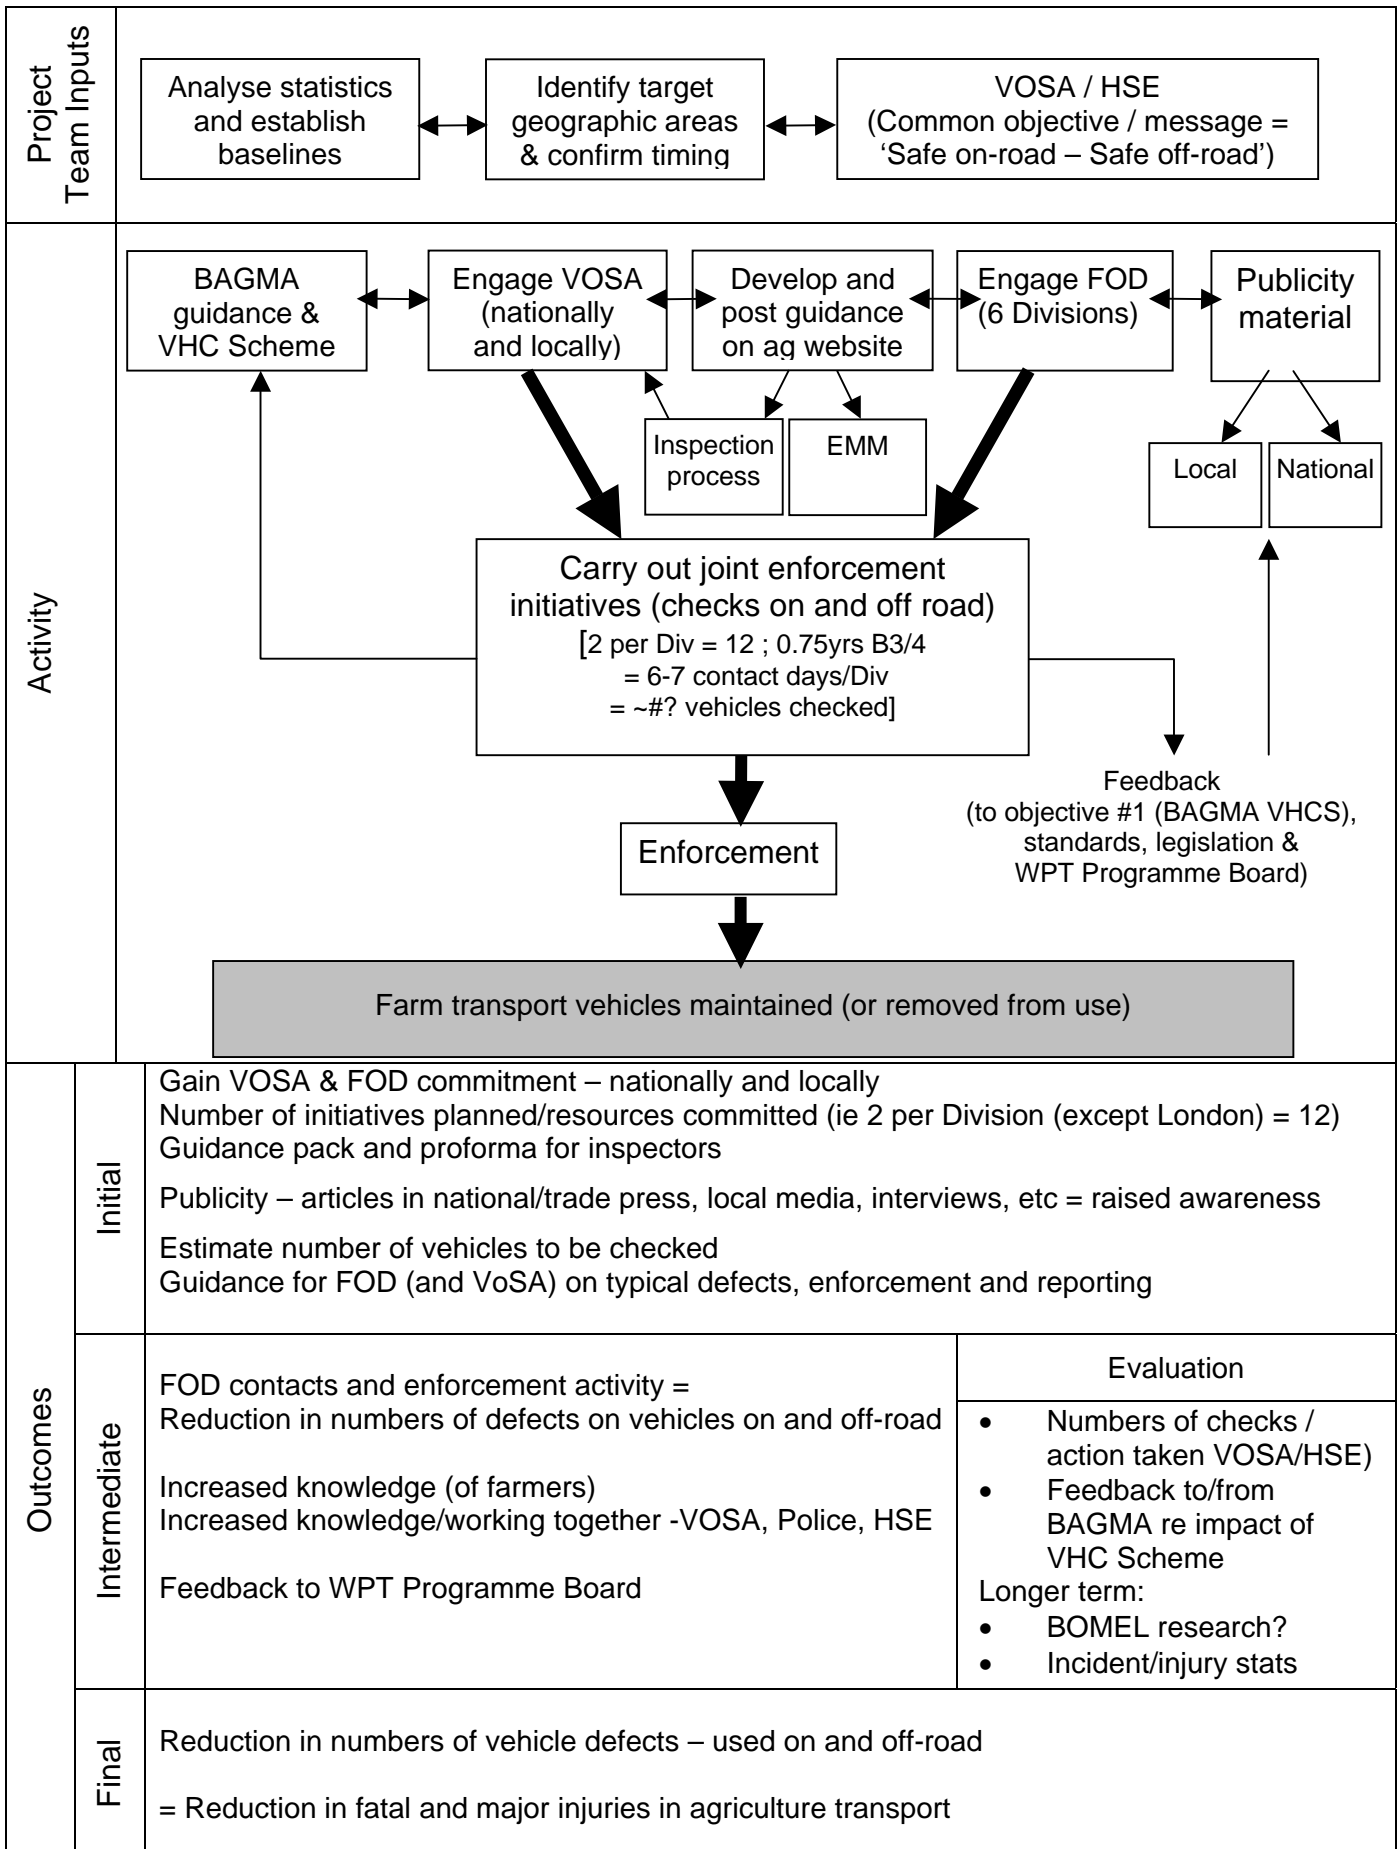 Project
Team Inputs
Analyse statistics
and establish
baselines
Identify target
geographic areas
& confirm timing
VOSA / HSE
(Common objective / message =
‘Safe on-road – Safe off-road’)
Activity
BAGMA
guidance &
VHC Scheme
Engage VOSA
(nationally
and locally)
Develop and
post guidance
on ag website
Engage FOD
(6 Divisions)
Publicity
material
Inspection
process
EMM
Local
National
Carry out joint enforcement
initiatives (checks on and off road)
[2 per Div = 12 ; 0.75yrs B3/4
= 6-7 contact days/Div
= ~#? vehicles checked]
Feedback
(to objective #1 (BAGMA VHCS),
standards, legislation &
WPT Programme Board)
Enforcement
Farm transport vehicles maintained (or removed from use)
Outcomes
Initial
Gain VOSA & FOD commitment – nationally and locally
Number of initiatives planned/resources committed (ie 2 per Division (except London) = 12)
Guidance pack and proforma for inspectors
Publicity – articles in national/trade press, local media, interviews, etc = raised awareness
Estimate number of vehicles to be checked
Guidance for FOD (and VoSA) on typical defects, enforcement and reporting
Intermediate
FOD contacts and enforcement activity =
Reduction in numbers of defects on vehicles on and off-road
Increased knowledge (of farmers)
Increased knowledge/working together -VOSA, Police, HSE
Feedback to WPT Programme Board
Evaluation
• Numbers of checks /
action taken VOSA/HSE)
• Feedback to/from
BAGMA re impact of
VHC Scheme
Longer term:
• BOMEL research?
• Incident/injury stats
Final
Reduction in numbers of vehicle defects – used on and off-road
= Reduction in fatal and major injuries in agriculture transport